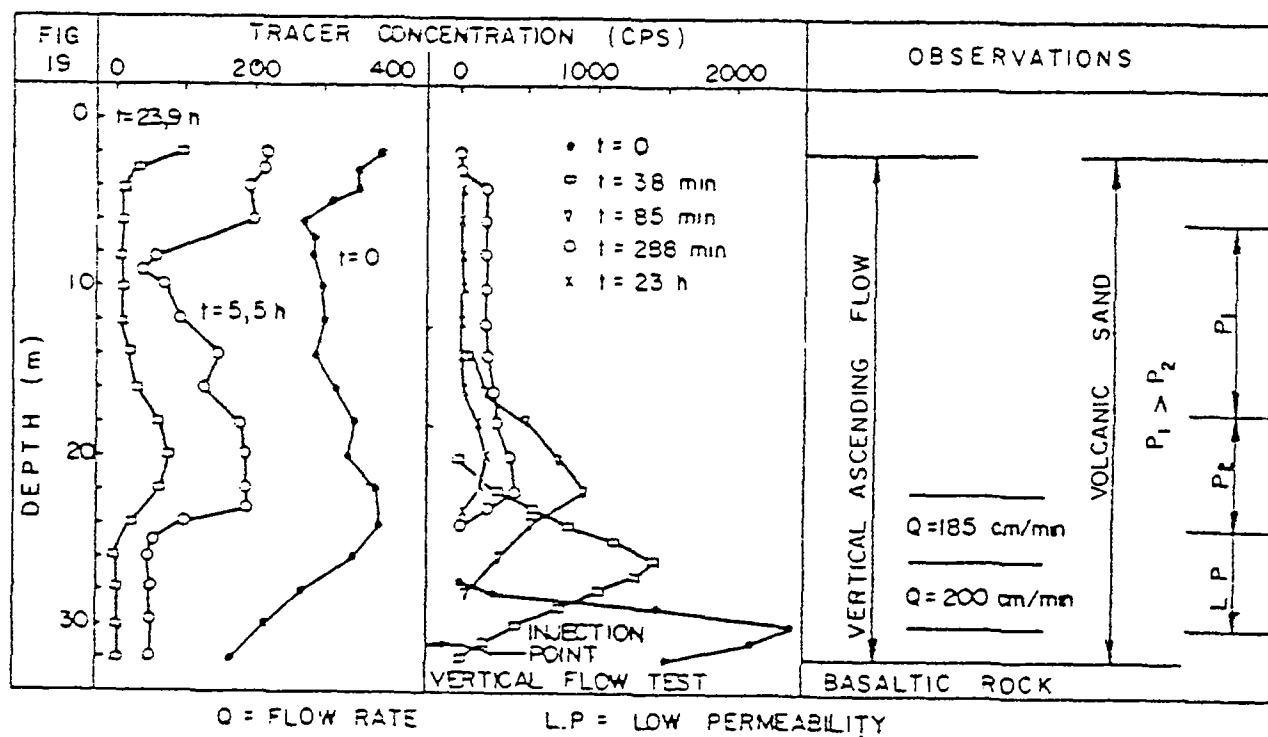 FIG 19
TRACER CONCENTRATION (CPS)
OBSERVATIONS
0 200 400
0 1000 2000
DEPTH (m)
0
10
20
30
t=23,9 h
t=5,5 h
t=0
t = 0
t = 38 min
t = 85 min
t = 288 min
t = 23 h
INJECTION
POINT
VERTICAL FLOW TEST
VERTICAL ASCENDING FLOW
Q=185 cm/min
Q=200 cm/min
VOLCANIC SAND
P1 > P2
P1
P2
L.P
BASALTIC ROCK
Q = FLOW RATE
L.P = LOW PERMEABILITY